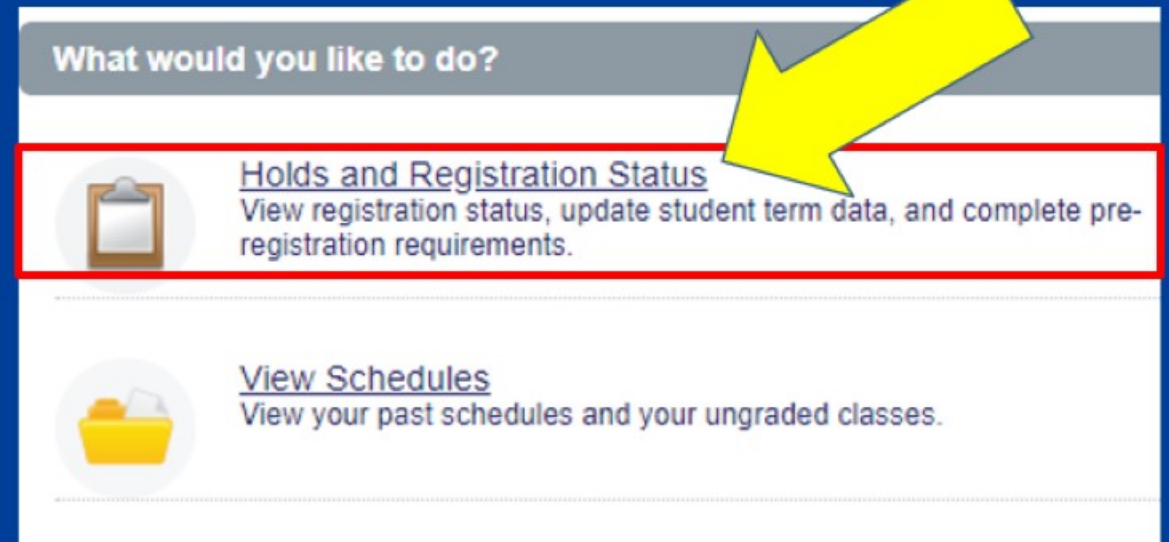 What would you like to do?
Holds and Registration Status
View registration status, update student term data, and complete pre-
registration requirements.
View Schedules
View your past schedules and your ungraded classes.